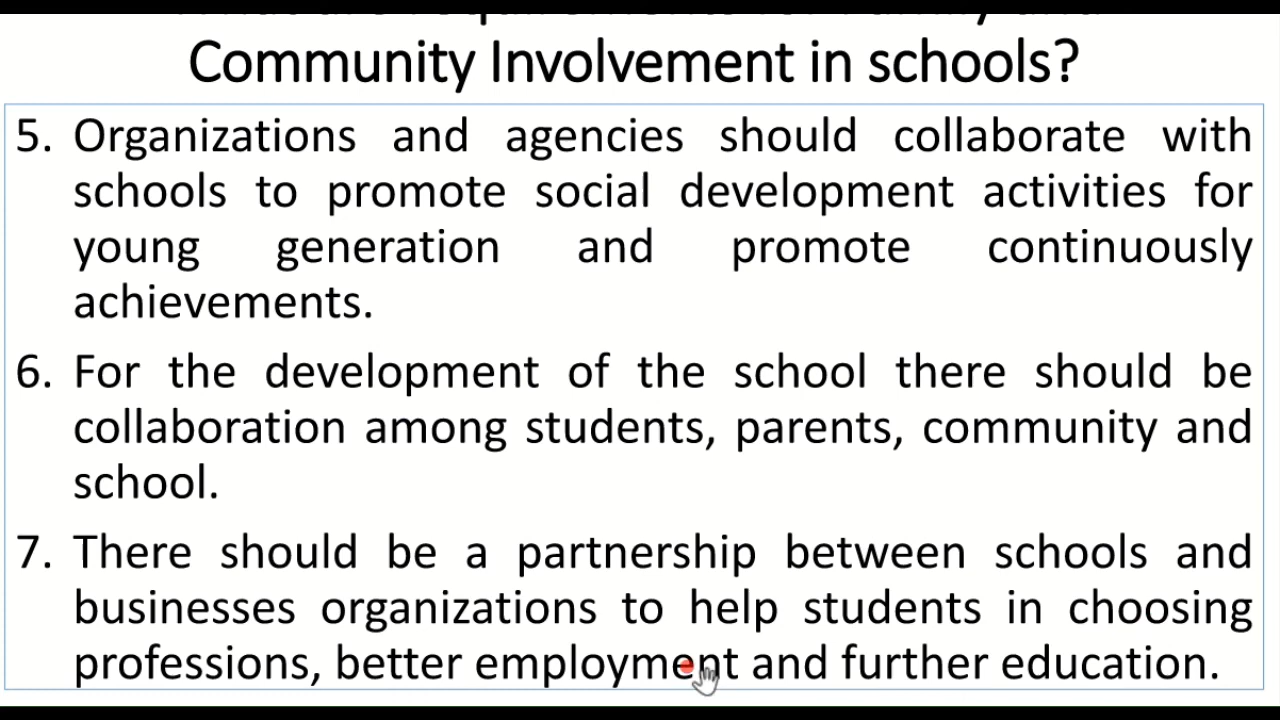 Community Involvement in schools?
5. Organizations and agencies should collaborate with
schools to promote social development activities for
young generation and promote continuously
achievements.
6. For the development of the school there should be
collaboration among students, parents, community and
school.
7. There should be a partnership between schools and
businesses organizations to help students in choosing
professions, better employment and further education.